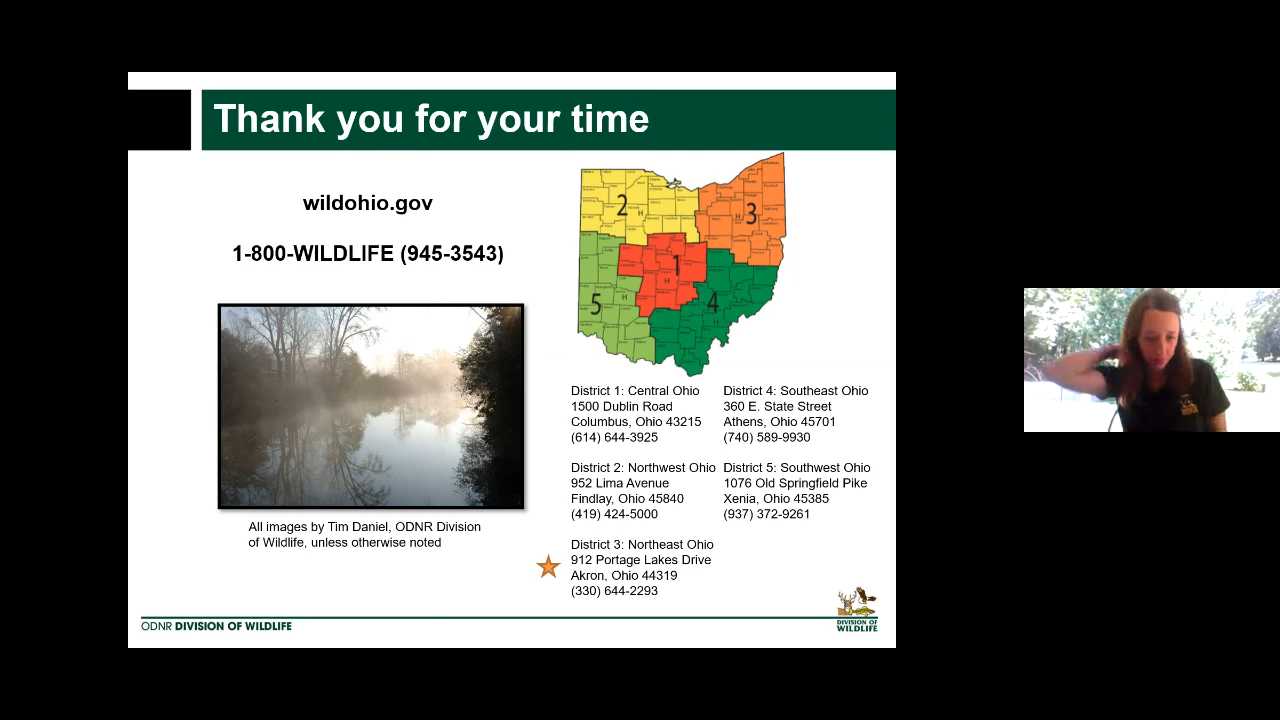 Thank you for your time
wildohio.gov
1-800-WILDLIFE (945-3543)
2
3
1
5
4
H
H
H
H
H
All images by Tim Daniel, ODNR Division
of Wildlife, unless otherwise noted
District 1: Central Ohio
1500 Dublin Road
Columbus, Ohio 43215
(614) 644-3925
District 2: Northwest Ohio
952 Lima Avenue
Findlay, Ohio 45840
(419) 424-5000
District 3: Northeast Ohio
912 Portage Lakes Drive
Akron, Ohio 44319
(330) 644-2293
District 4: Southeast Ohio
360 E. State Street
Athens, Ohio 45701
(740) 589-9930
District 5: Southwest Ohio
1076 Old Springfield Pike
Xenia, Ohio 45385
(937) 372-9261
ODNR DIVISION OF WILDLIFE
DIVISION OF
WILDLIFE